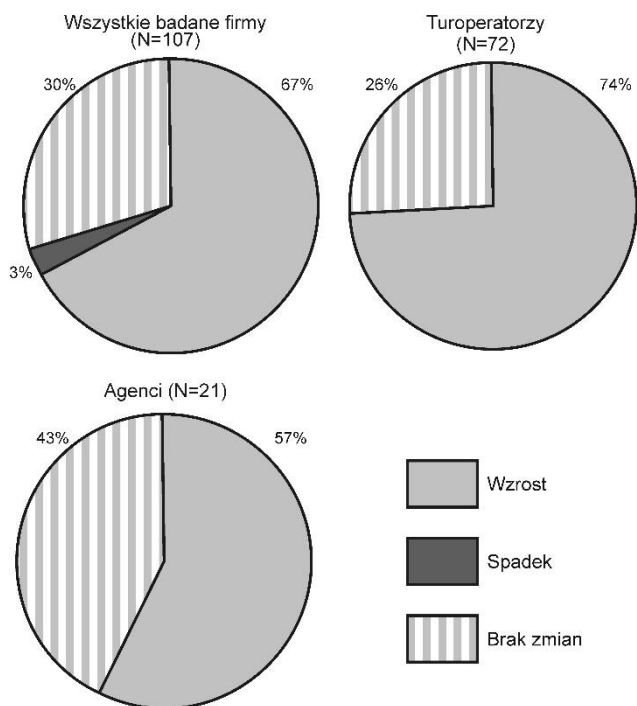 Wszystkie badane firmy
(N=107)
30%
67%
3%
Turoperatorzy
(N=72)
26%
74%
Agenci (N=21)
43%
57%
Wzrost
Spadek
Brak zmian